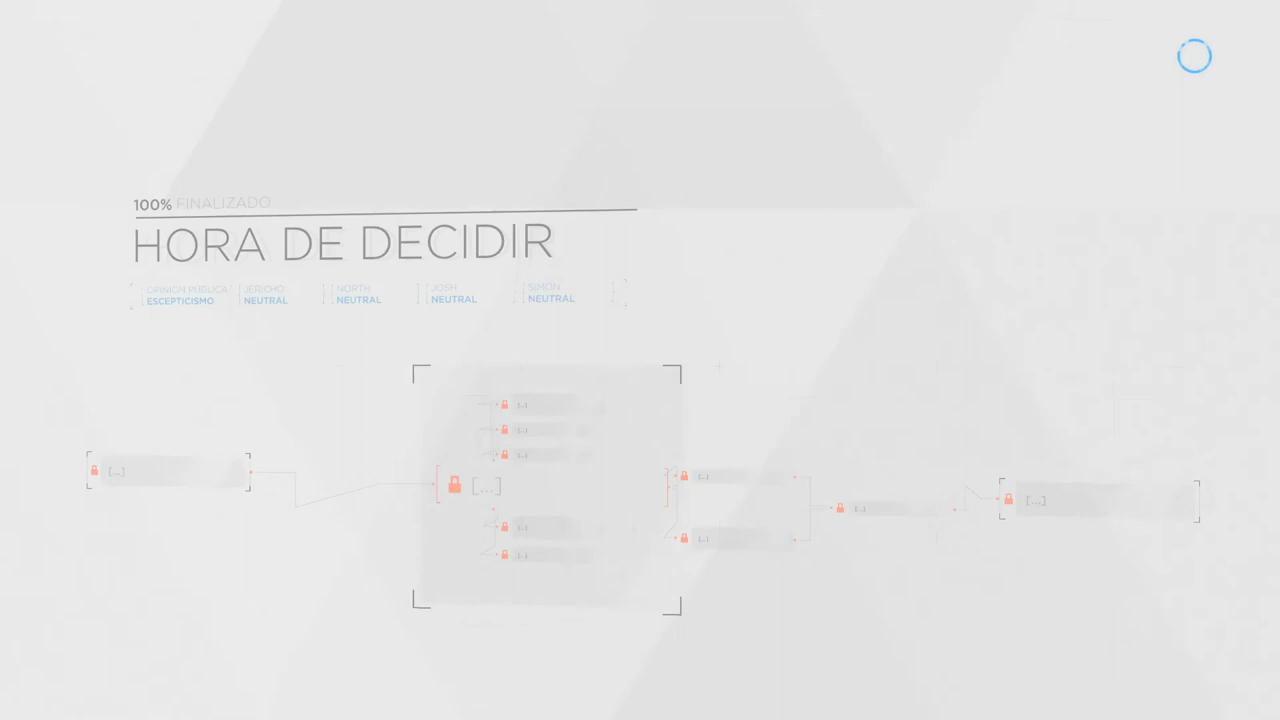 100% FINALIZADO
HORA DE DECIDIR
OPINIÓN PÚBLICA JERICHO NORTH JOSH SIMON
ESCEPTICISMO NEUTRAL NEUTRAL NEUTRAL NEUTRAL
[...]
[...]
[...]
[...]
[...]
[...]
[...]
[...]
[...]
[...]
[...]